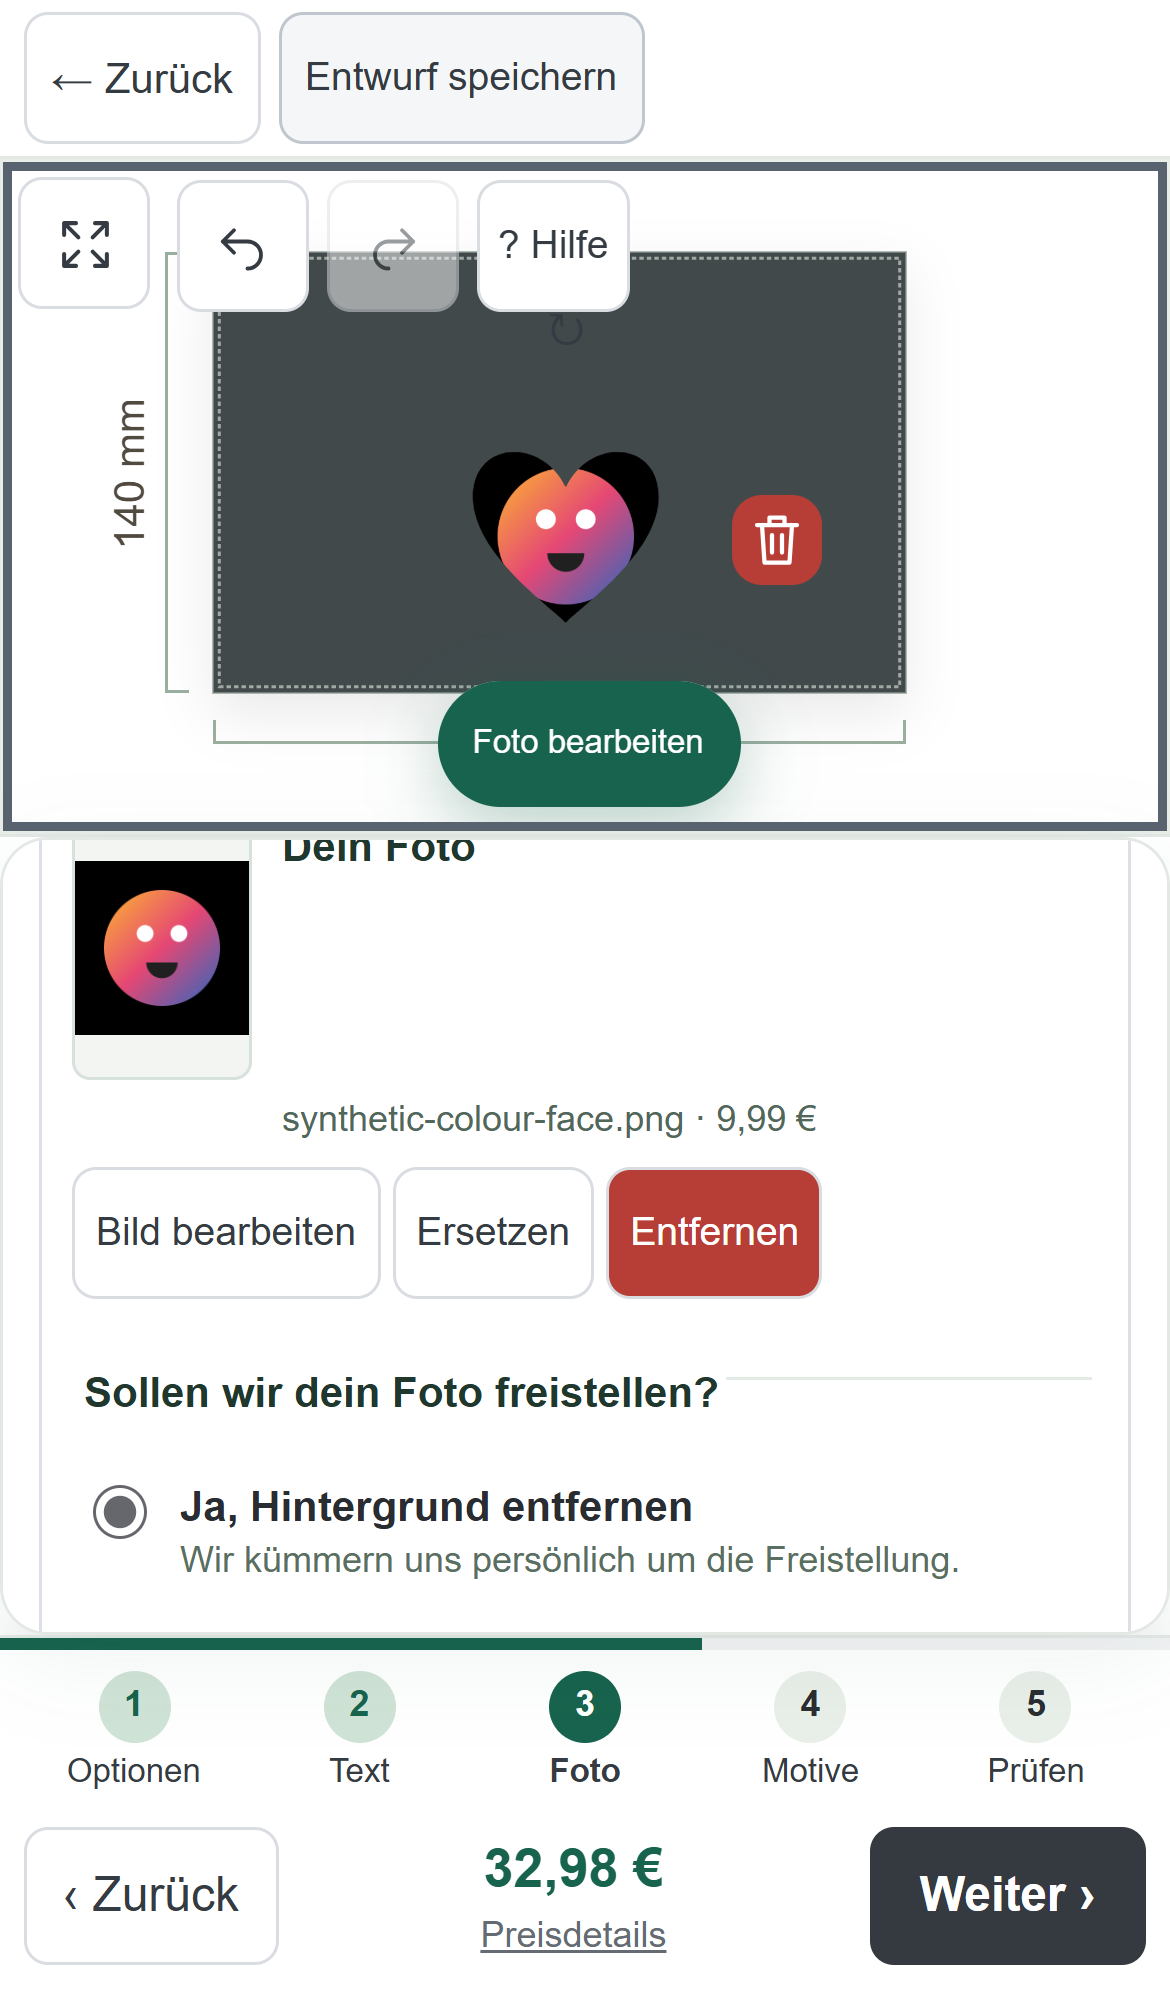 ← Zurück
Entwurf speichern
? Hilfe
140 mm
Foto bearbeiten
Dein Foto
synthetic-colour-face.png · 9,99 €
Bild bearbeiten
Ersetzen
Entfernen
Sollen wir dein Foto freistellen?
Ja, Hintergrund entfernen
Wir kümmern uns persönlich um die Freistellung.
1
2
3
4
5
Optionen
Text
Foto
Motive
Prüfen
‹ Zurück
32,98 €
Preisdetails
Weiter ›